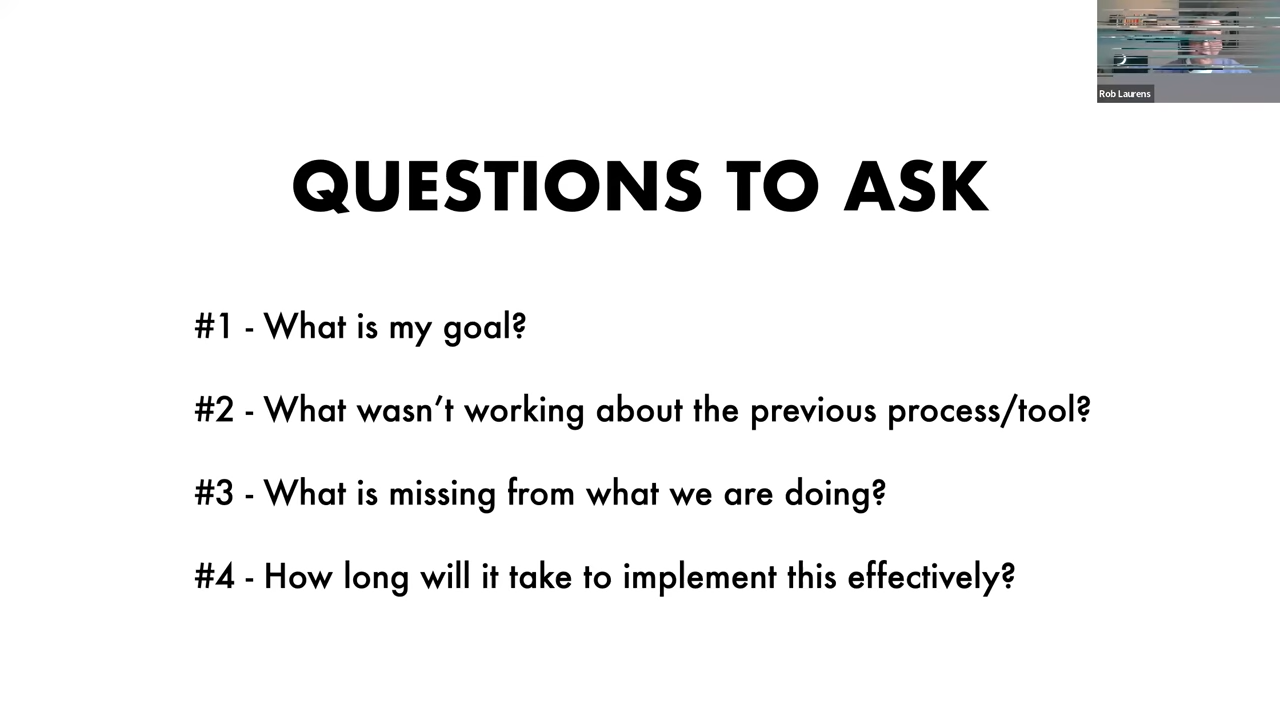 Rob Laurens
QUESTIONS TO ASK
#1 - What is my goal?
#2 - What wasn’t working about the previous process/tool?
#3 - What is missing from what we are doing?
#4 - How long will it take to implement this effectively?